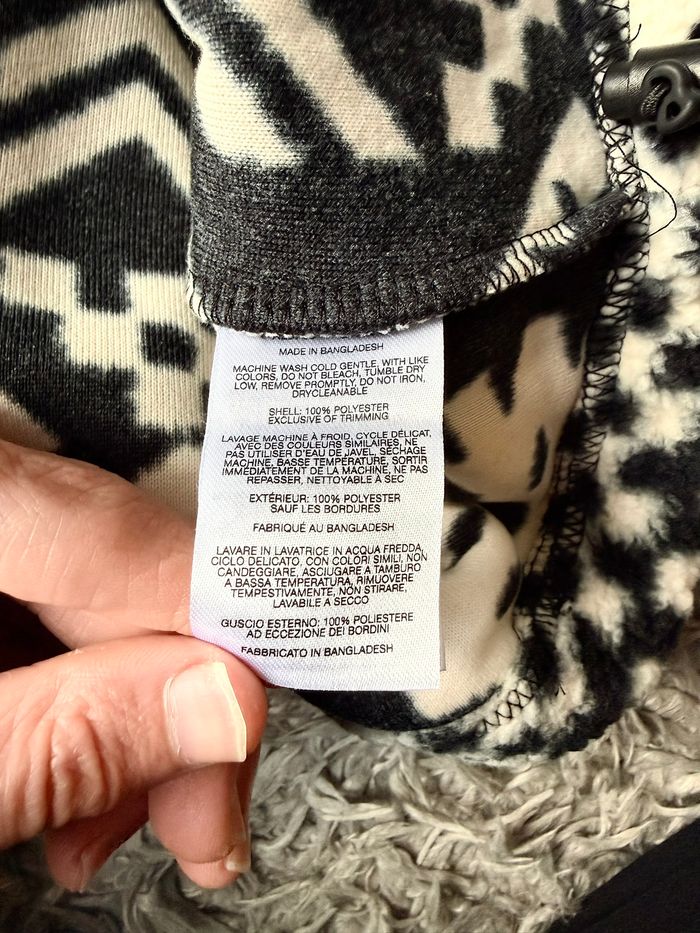 MADE IN BANGLADESH
MACHINE WASH COLD GENTLE, WITH LIKE
COLORS, DO NOT BLEACH, TUMBLE DRY
LOW, REMOVE PROMPTLY, DO NOT IRON,
DRYCLEANABLE
SHELL: 100% POLYESTER
EXCLUSIVE OF TRIMMING
LAVAGE MACHINE À FROID, CYCLE DÉLICAT,
AVEC DES COULEURS SIMILAIRES, NE
PAS UTILISER D'EAU DE JAVEL, SÉCHAGE
MACHINE, BASSE TEMPÉRATURE, SORTIR
IMMÉDIATEMENT DE LA MACHINE, NE PAS
REPASSER, NETTOYABLE À SEC
EXTÉRIEUR: 100% POLYESTER
SAUF LES BORDURES
FABRIQUÉ AU BANGLADESH
LAVARE IN LAVATRICE IN ACQUA FREDDA,
CICLO DELICATO, CON COLORI SIMILI, NON
CANDEGGIARE, ASCIUGARE A TAMBURO
A BASSA TEMPERATURA, RIMUOVERE
TEMPESTIVAMENTE, NON STIRARE,
LAVABILE A SECCO
GUSCIO ESTERNO: 100% POLIESTERE
AD ECCEZIONE DEI BORDINI
FABBRICATO IN BANGLADESH